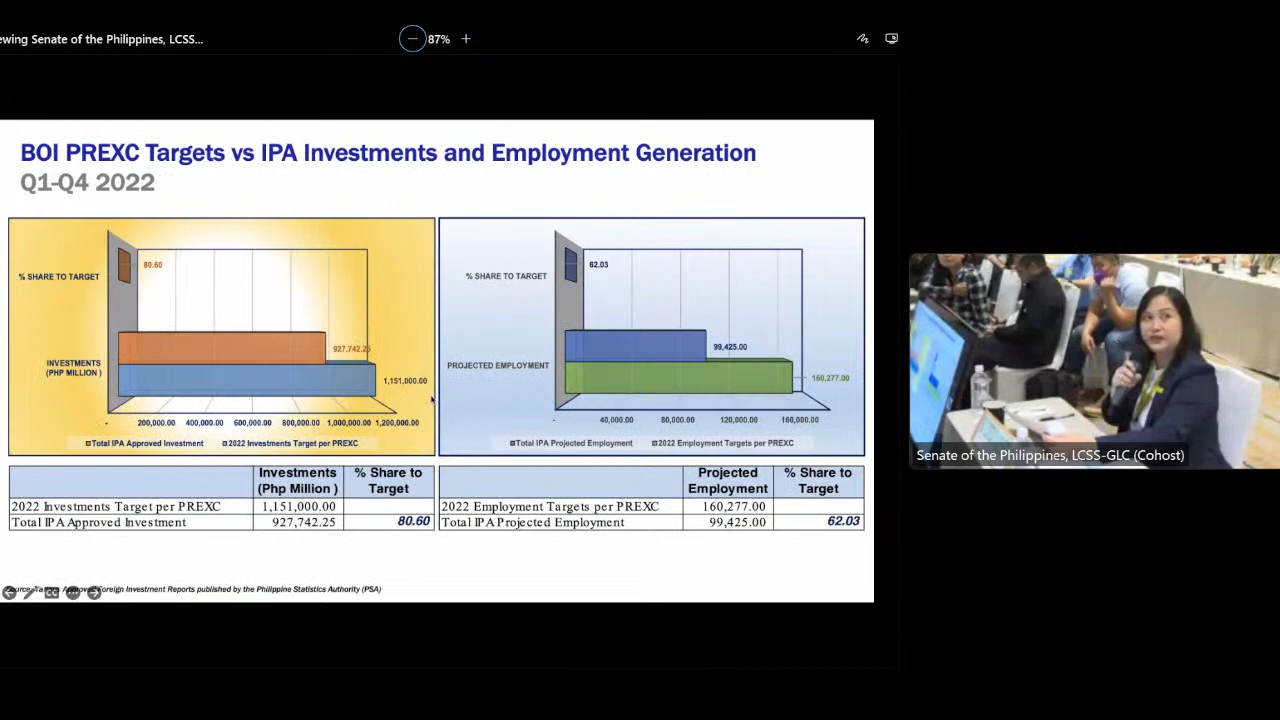 ewing Senate of the Philippines, LCSS...
87%
BOI PREXC Targets vs IPA Investments and Employment Generation
Q1-Q4 2022
% SHARE TO TARGET
80.60
INVESTMENTS
(PHP MILLION )
927.742.25
1,151,000.00
- 200,000.00 400,000.00 600,000.00 800,000.00 1,000,000.00 1,200,000.00
Total IPA Approved Investment 2022 Investments Target per PREXC
% SHARE TO TARGET
62.03
PROJECTED EMPLOYMENT
99,425.00
160,277.00
- 40,000.00 80,000.00 120,000.00 160,000.00
Total IPA Projected Employment 2022 Employment Targets per PREXC
Investments (Php Million ) % Share to Target
2022 Investments Target per PREXC 1,151,000.00
Total IPA Approved Investment 927,742.25 80.60
Projected Employment % Share to Target
2022 Employment Targets per PREXC 160,277.00
Total IPA Projected Employment 99,425.00 62.03
Approved Foreign Investment Reports published by the Philippine Statistics Authority (PSA)
Senate of the Philippines, LCSS-GLC (Cohost)